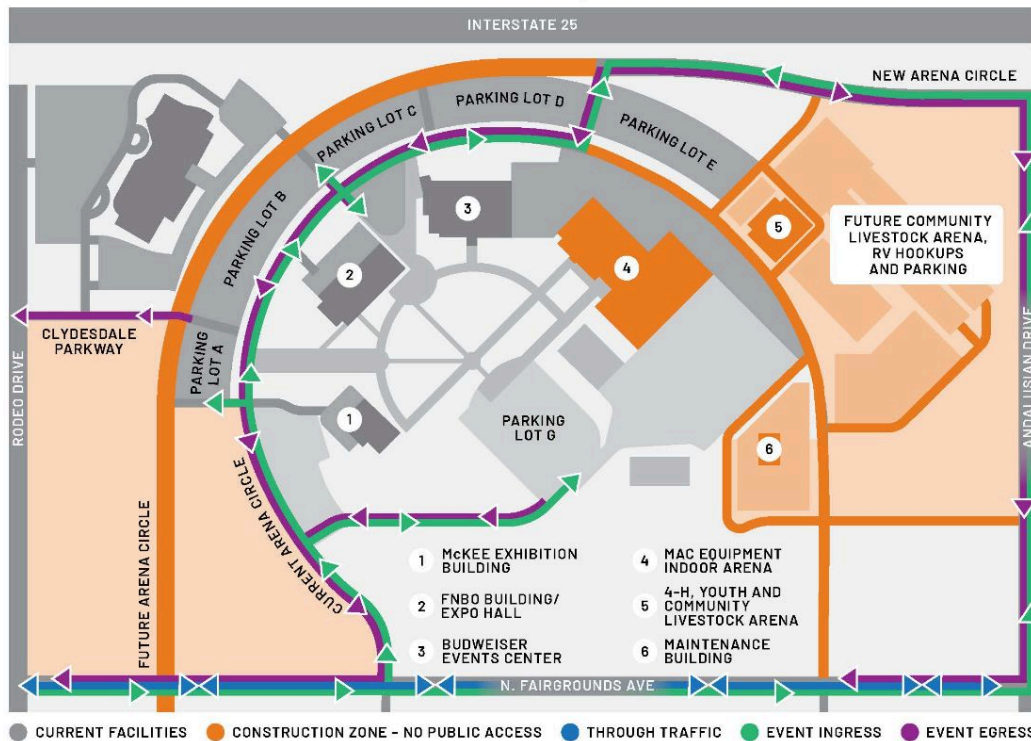 INTERSTATE 25
NEW ARENA CIRCLE
PARKING LOT D
PARKING LOT C
PARKING LOT E
PARKING LOT B
3
5
FUTURE COMMUNITY
LIVESTOCK ARENA,
RV HOOKUPS
AND PARKING
2
4
CLYDESDALE
PARKWAY
PARKING
LOT A
RODEO DRIVE
ANDALUSIAN DRIVE
1
PARKING
LOT G
6
FUTURE ARENA CIRCLE
CURRENT ARENA CIRCLE
1 McKEE EXHIBITION
BUILDING
2 FNBO BUILDING/
EXPO HALL
3 BUDWEISER
EVENTS CENTER
4 MAC EQUIPMENT
INDOOR ARENA
5 4-H, YOUTH AND
COMMUNITY
LIVESTOCK ARENA
6 MAINTENANCE
BUILDING
N. FAIRGROUNDS AVE
CURRENT FACILITIES
CONSTRUCTION ZONE – NO PUBLIC ACCESS
THROUGH TRAFFIC
EVENT INGRESS
EVENT EGRESS